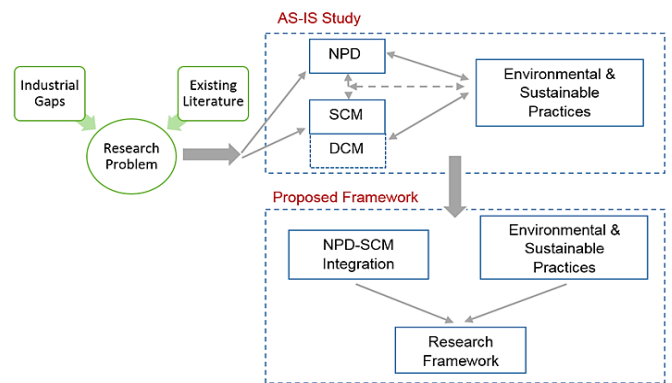 AS-IS Study
Industrial
Gaps
Existing
Literature
Research
Problem
NPD
SCM
DCM
Environmental &
Sustainable
Practices
Proposed Framework
NPD-SCM
Integration
Environmental &
Sustainable
Practices
Research
Framework